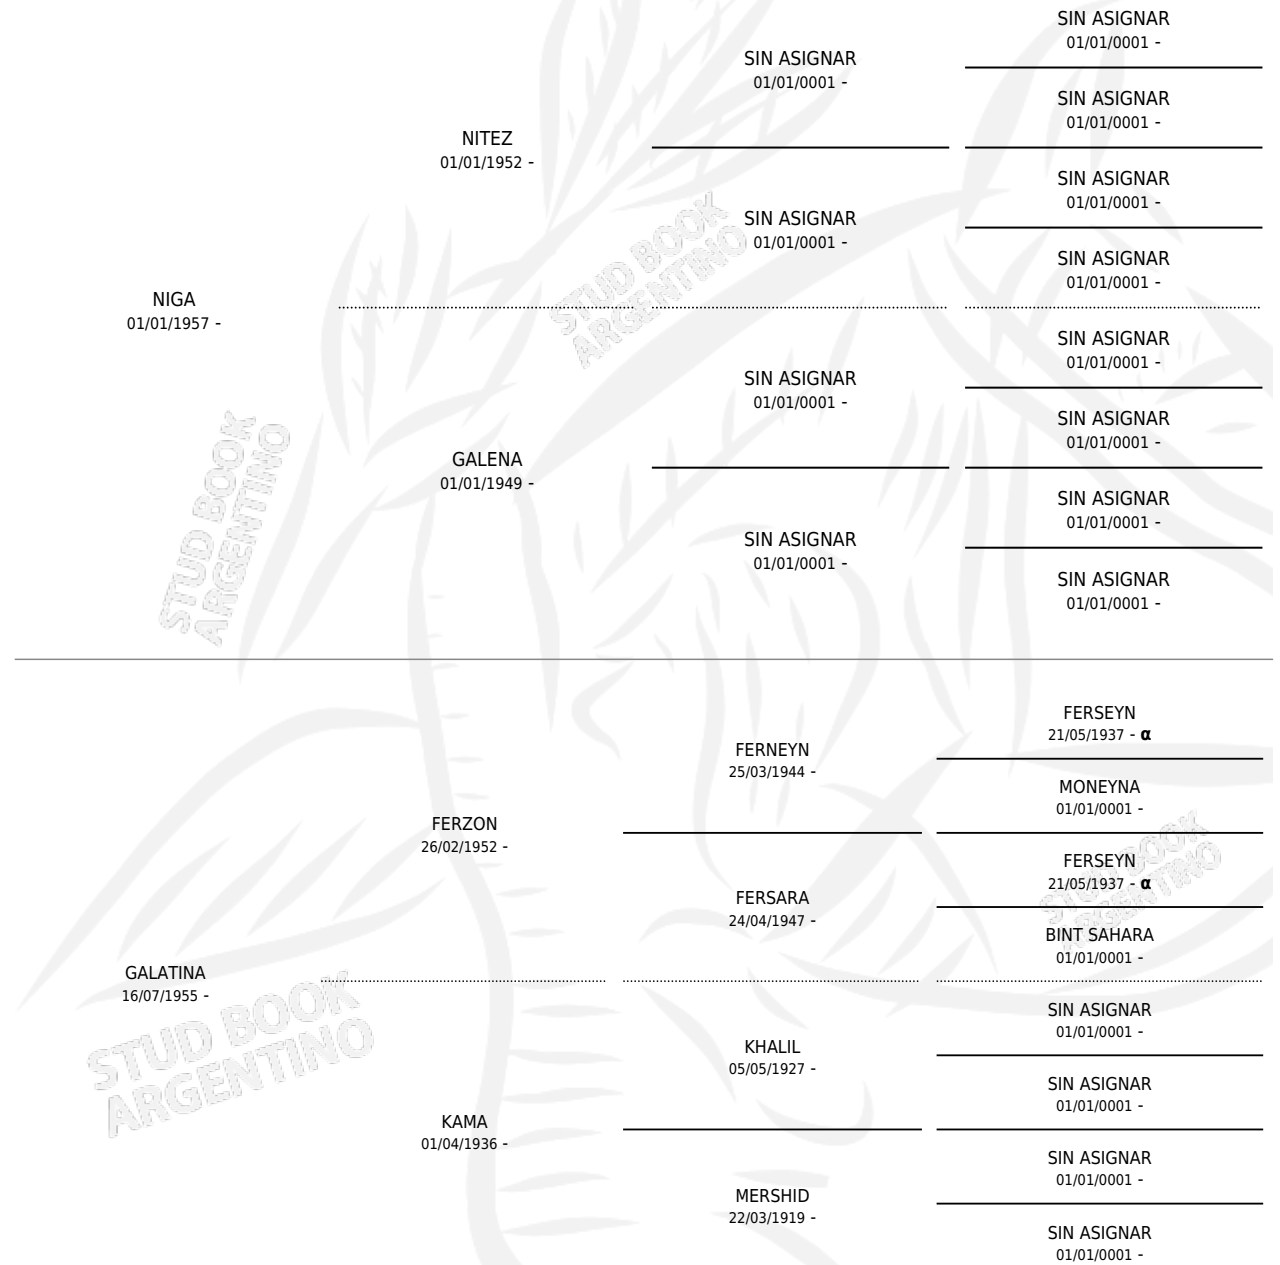 SIN ASIGNAR
01/01/0001 -
SIN ASIGNAR
01/01/0001 -
SIN ASIGNAR
01/01/0001 -
NITEZ
01/01/1952 -
SIN ASIGNAR
01/01/0001 -
SIN ASIGNAR
01/01/0001 -
SIN ASIGNAR
01/01/0001 -
NIGA
01/01/1957 -
SIN ASIGNAR
01/01/0001 -
SIN ASIGNAR
01/01/0001 -
SIN ASIGNAR
01/01/0001 -
GALENA
01/01/1949 -
SIN ASIGNAR
01/01/0001 -
SIN ASIGNAR
01/01/0001 -
SIN ASIGNAR
01/01/0001 -
STUD BOOK
ARGENTINO
STUD BOOK
ARGENTINO
FERSEYN
21/05/1937 - α
FERNEYN
25/03/1944 -
MONEYNA
01/01/0001 -
FERZON
26/02/1952 -
FERSEYN
21/05/1937 - α
FERSARA
24/04/1947 -
BINT SAHARA
01/01/0001 -
GALATINA
16/07/1955 -
SIN ASIGNAR
01/01/0001 -
KHALIL
05/05/1927 -
SIN ASIGNAR
01/01/0001 -
KAMA
01/04/1936 -
SIN ASIGNAR
01/01/0001 -
MERSHID
22/03/1919 -
SIN ASIGNAR
01/01/0001 -
STUD BOOK
ARGENTINO
STUD BOOK
ARGENTINO